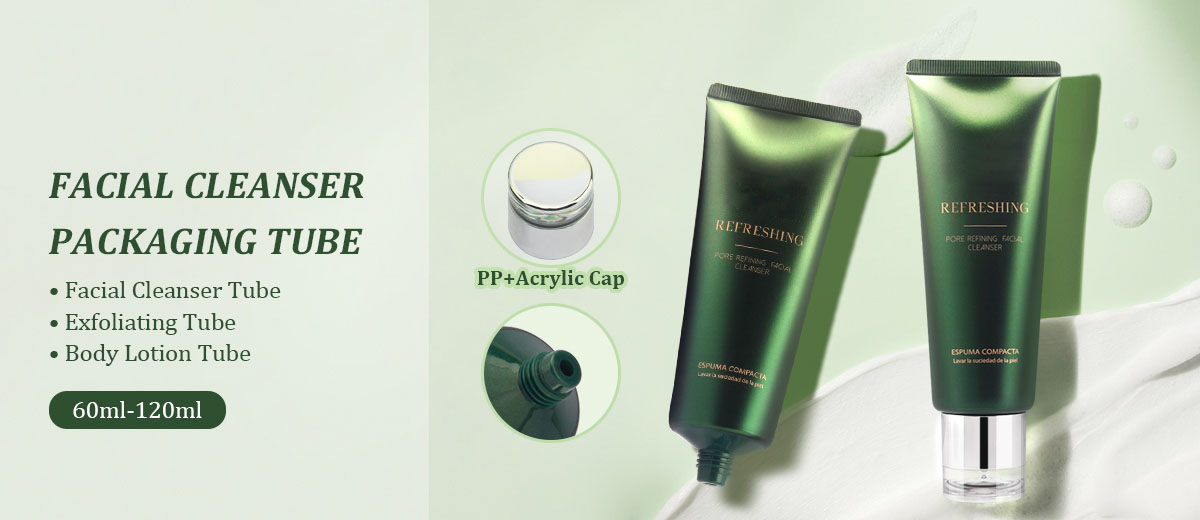 FACIAL CLEANSER
PACKAGING TUBE
• Facial Cleanser Tube
• Exfoliating Tube
• Body Lotion Tube
60ml-120ml
PP+Acrylic Cap
REFRESHING
PORE REFINING FACIAL
CLEANSER
ESPUMA COMPACTA
Lavar la suciedad de la piel
REFRESHING
PORE REFINING FACIAL
CLEANSER
ESPUMA COMPACTA
Lavar la suciedad de la piel